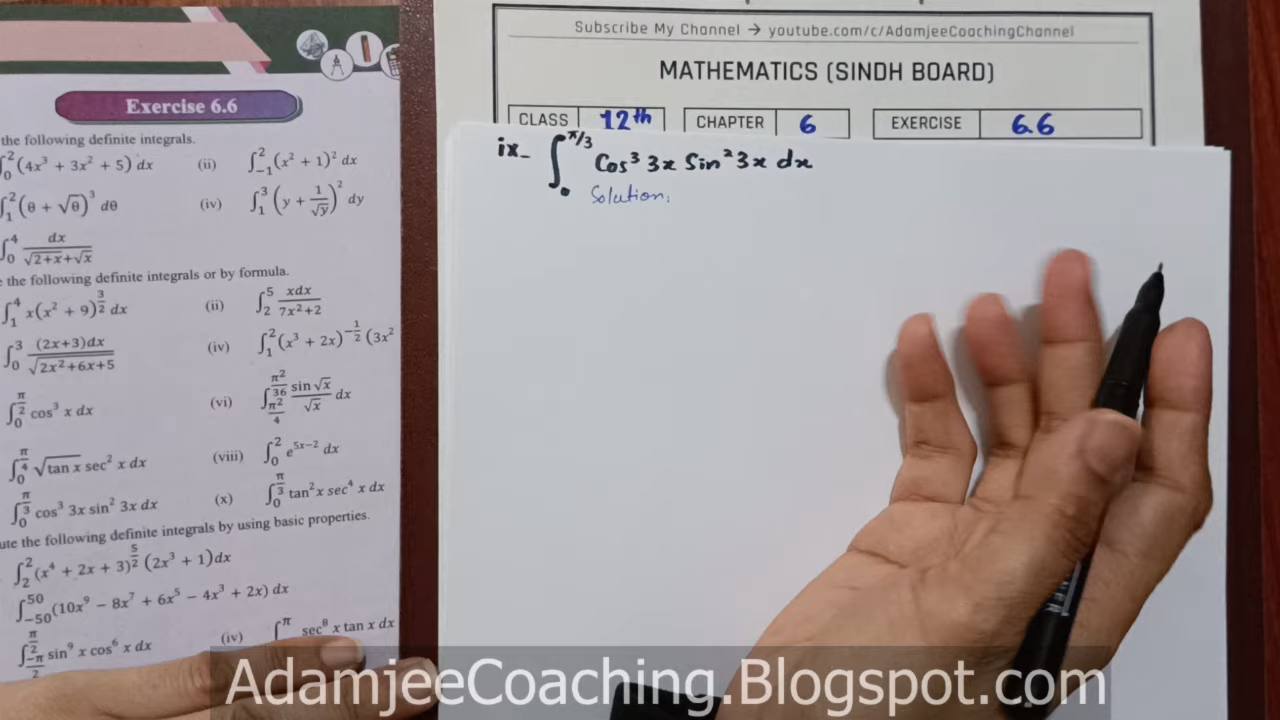 Exercise 6.6
the following definite integrals.
∫₀² (4x³ + 3x² + 5) dx (ii) ∫₋₁² (x² + 1)² dx
∫₁² (θ + √θ)³ dθ (iv) ∫₁³ (y + 1/√y)² dy
∫₀⁴ dx/(√2+x + √x)
the following definite integrals or by formula.
∫₁⁴ x(x² + 9)^(3/2) dx (ii) ∫₂⁵ xdx/(7x²+2)
∫₀³ (2x+3)dx/√(2x²+6x+5) (iv) ∫₁² (x³ + 2x)^(-1/2) (3x²
∫₀^(π/2) cos³ x dx (vi) ∫_(π²/4)^(π²/36) sin √x/√x dx
∫₀^(π/4) √tan x sec² x dx (viii) ∫₀² e^(5x-2) dx
∫₀^(π/3) cos³ 3x sin² 3x dx (x) ∫₀^(π/3) tan² x sec⁴ x dx
ute the following definite integrals by using basic properties.
∫₂² (x⁴ + 2x + 3)^(5/2) (2x³ + 1)dx
∫₋₅₀⁵⁰ (10x⁹ − 8x⁷ + 6x⁵ − 4x³ + 2x) dx
∫_(-π/2)^(π/2) sin⁹ x cos⁶ x dx (iv) ∫^π sec⁸ x tan x dx
Subscribe My Channel → youtube.com/c/AdamjeeCoachingChannel
MATHEMATICS (SINDH BOARD)
CLASS 12th CHAPTER 6 EXERCISE 6.6
ix- ∫₀^(π/3) Cos³ 3x Sin² 3x dx
Solution:
AdamjeeCoaching.Blogspot.com